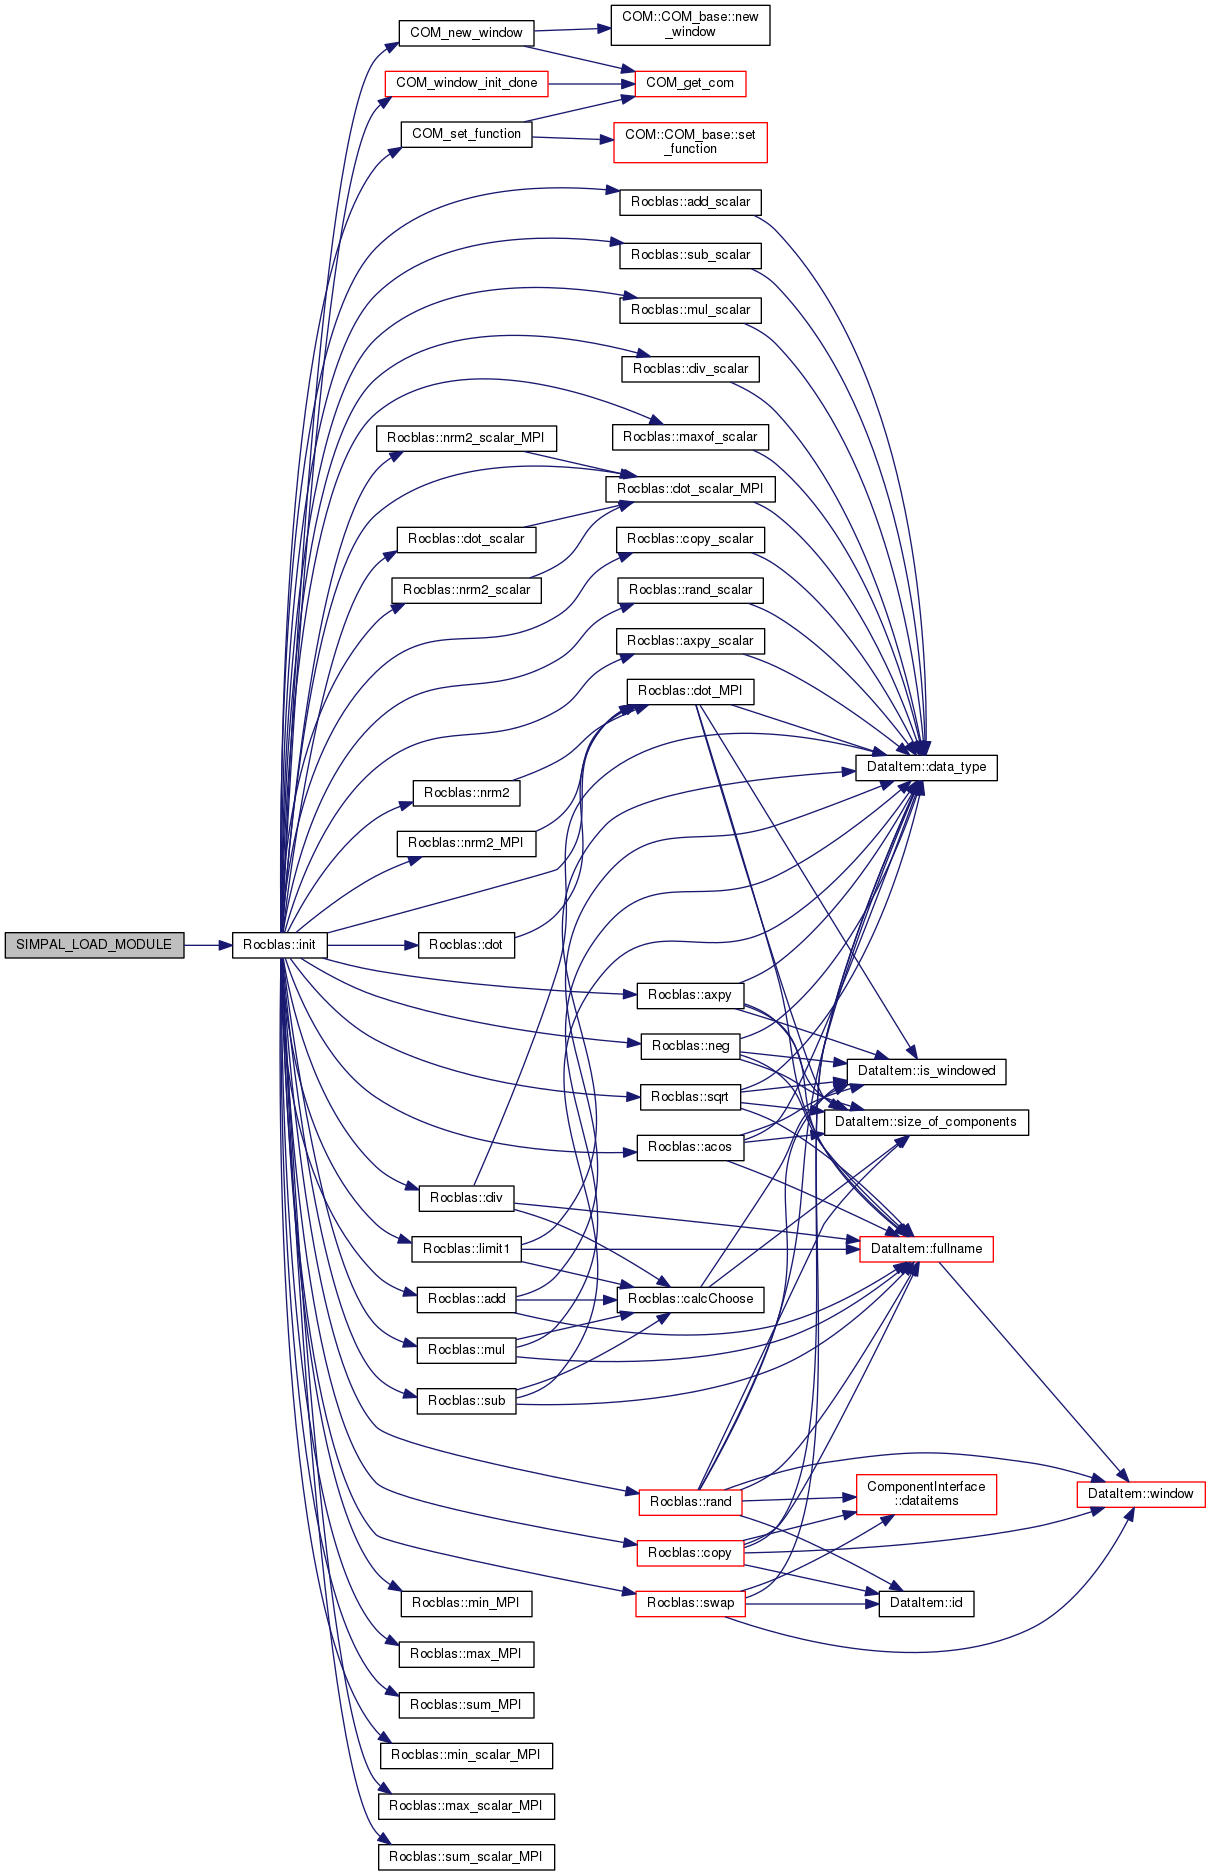 COM::COM_base::new
_window
COM_new_window
COM_window_init_done
COM_get_com
COM_set_function
COM::COM_base::set
_function
Rocblas::add_scalar
Rocblas::sub_scalar
Rocblas::mul_scalar
Rocblas::div_scalar
Rocblas::nrm2_scalar_MPI
Rocblas::maxof_scalar
Rocblas::dot_scalar_MPI
Rocblas::dot_scalar
Rocblas::copy_scalar
Rocblas::nrm2_scalar
Rocblas::rand_scalar
Rocblas::axpy_scalar
Rocblas::dot_MPI
DataItem::data_type
Rocblas::nrm2
Rocblas::nrm2_MPI
SIMPAL_LOAD_MODULE
Rocblas::init
Rocblas::dot
Rocblas::axpy
Rocblas::neg
DataItem::is_windowed
Rocblas::sqrt
DataItem::size_of_components
Rocblas::acos
Rocblas::div
Rocblas::limit1
DataItem::fullname
Rocblas::add
Rocblas::calcChoose
Rocblas::mul
Rocblas::sub
Rocblas::rand
ComponentInterface
::dataitems
DataItem::window
Rocblas::copy
Rocblas::min_MPI
Rocblas::swap
DataItem::id
Rocblas::max_MPI
Rocblas::sum_MPI
Rocblas::min_scalar_MPI
Rocblas::max_scalar_MPI
Rocblas::sum_scalar_MPI